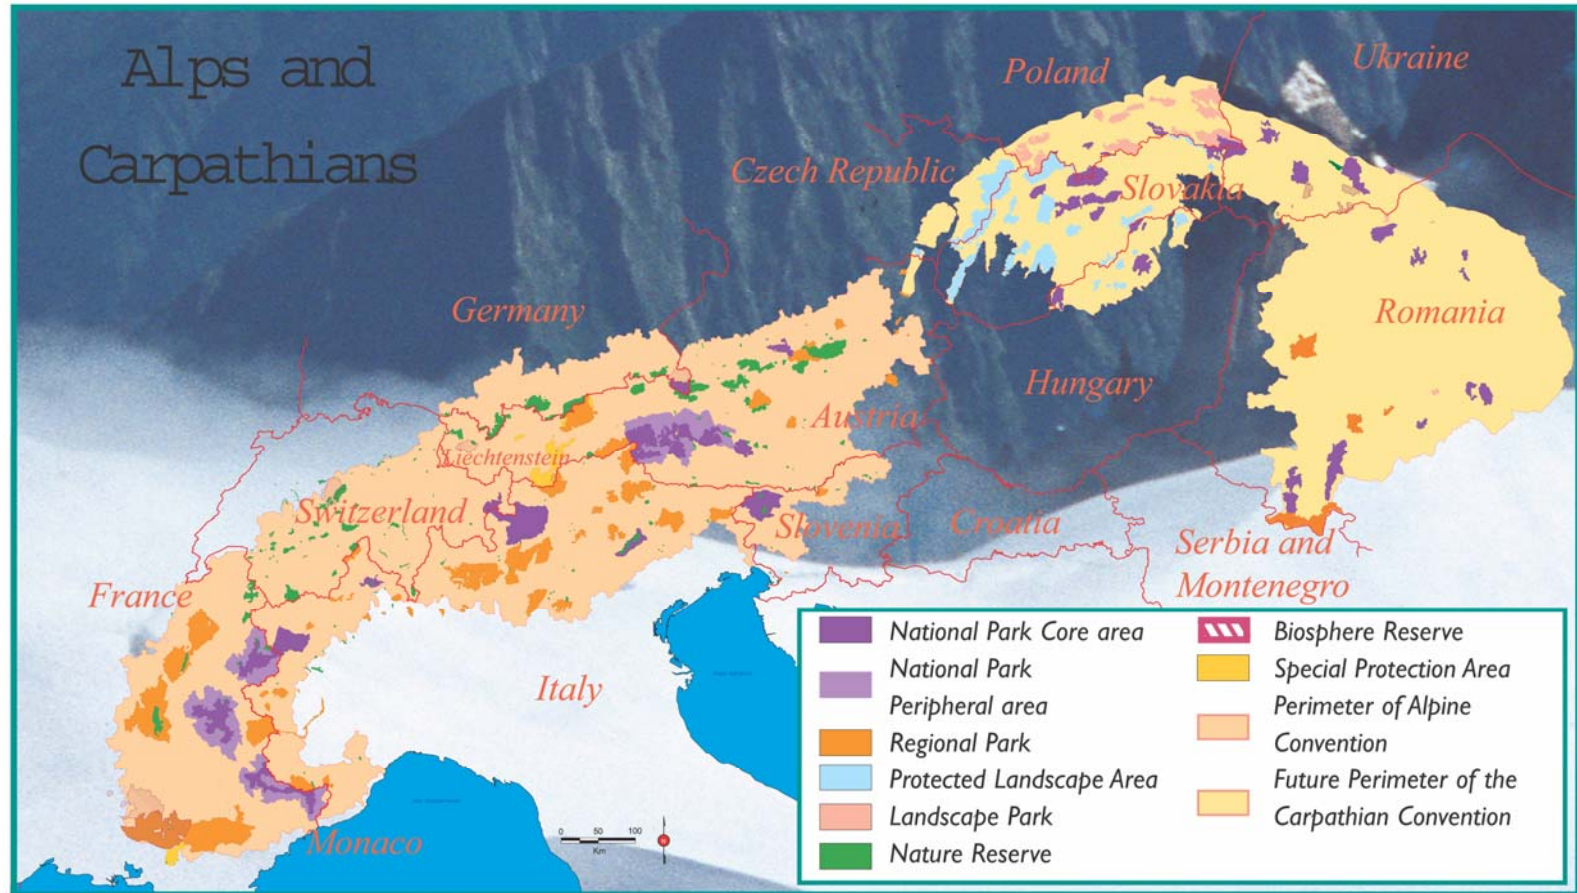 Alps and
Carpathians
Poland
Ukraine
Czech Republic
Slovakia
Germany
Romania
Hungary
Austria
Liechtenstein
Switzerland
Slovenia
Croatia
Serbia and
Montenegro
France
Italy
Monaco
0 50 100
Km
National Park Core area
National Park
Peripheral area
Regional Park
Protected Landscape Area
Landscape Park
Nature Reserve
Biosphere Reserve
Special Protection Area
Perimeter of Alpine
Convention
Future Perimeter of the
Carpathian Convention